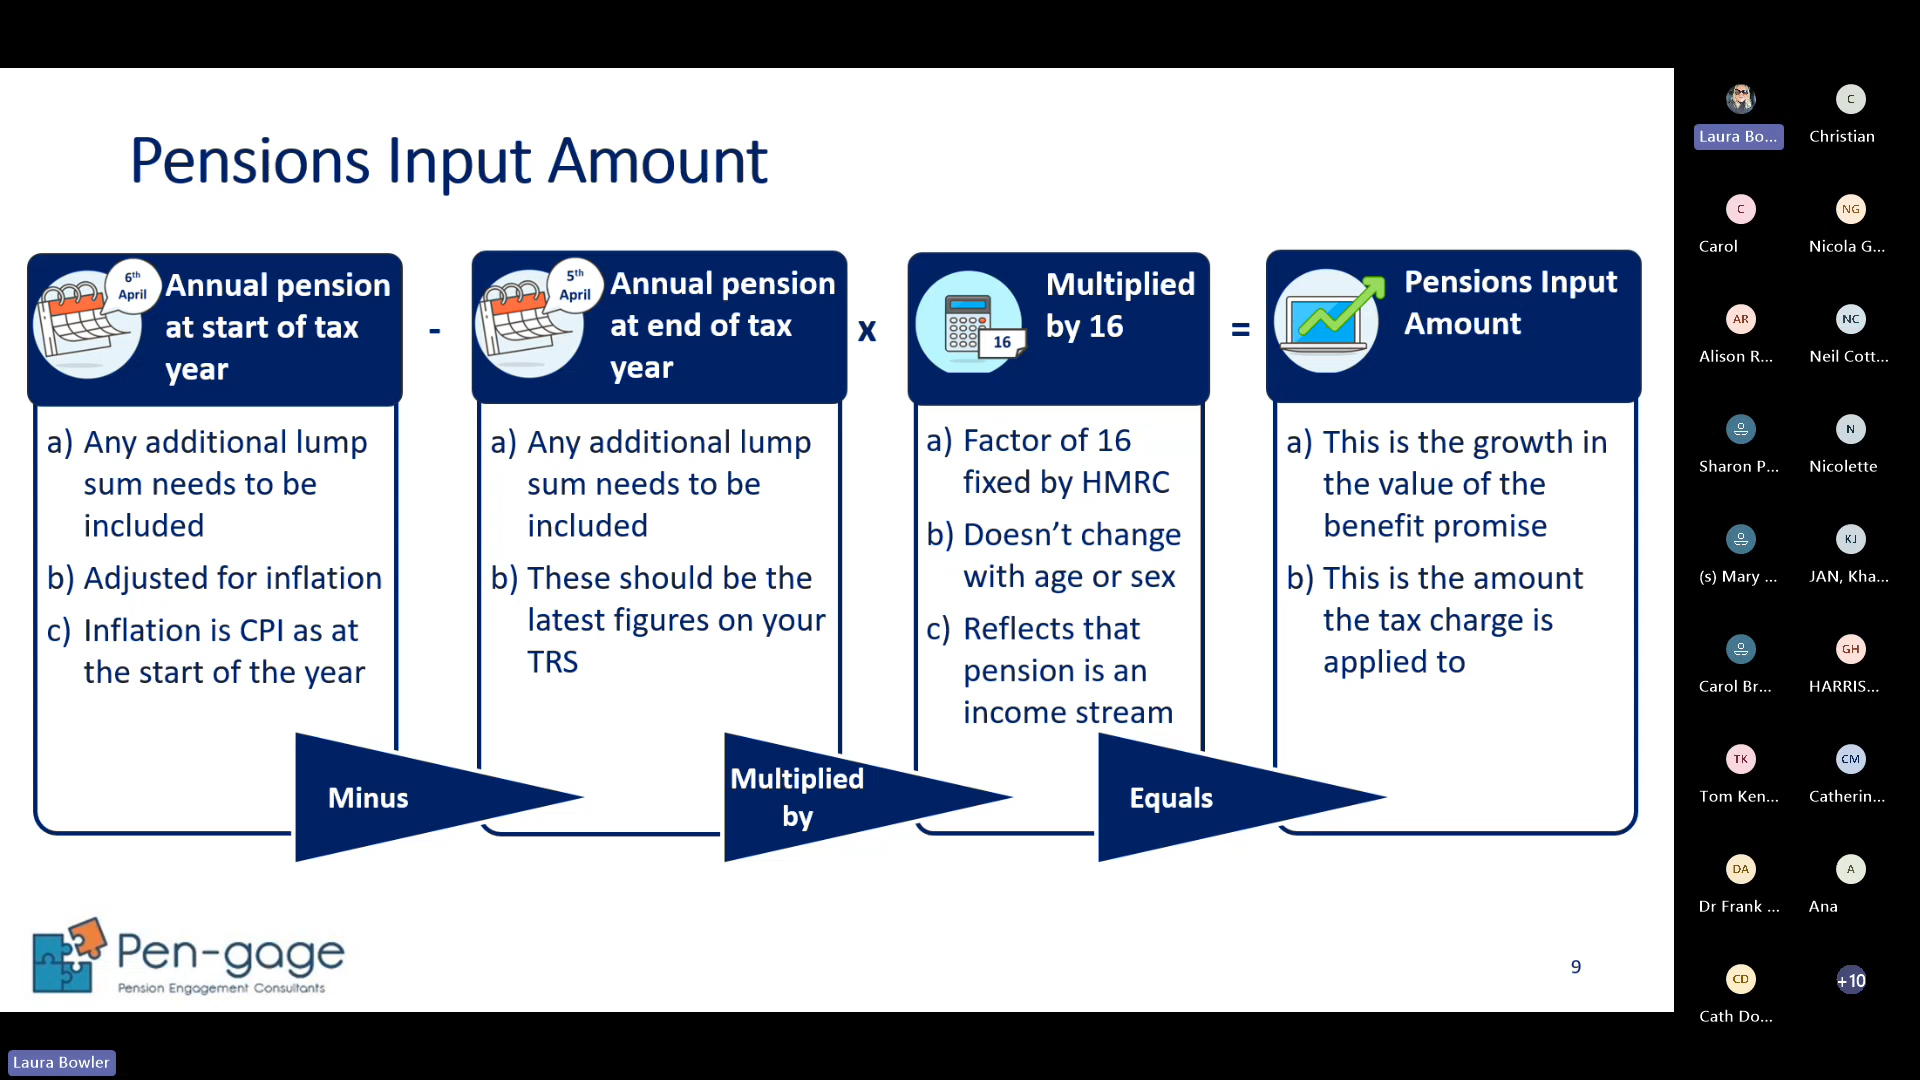 Pensions Input Amount
6th
April
Annual pension
at start of tax
year
-
5th
April
Annual pension
at end of tax
year
x
16
Multiplied
by 16
=
Pensions Input
Amount
a) Any additional lump
sum needs to be
included
b) Adjusted for inflation
c) Inflation is CPI as at
the start of the year
a) Any additional lump
sum needs to be
included
b) These should be the
latest figures on your
TRS
a) Factor of 16
fixed by HMRC
b) Doesn’t change
with age or sex
c) Reflects that
pension is an
income stream
a) This is the growth in
the value of the
benefit promise
b) This is the amount
the tax charge is
applied to
Minus
Multiplied
by
Equals
Pen-gage
Pension Engagement Consultants
9
Laura Bowler
Laura Bo...
C
Christian
C
Carol
NG
Nicola G...
AR
Alison R...
NC
Neil Cott...
Sharon P...
N
Nicolette
(s) Mary ...
KJ
JAN, Kha...
Carol Br...
GH
HARRIS...
TK
Tom Ken...
CM
Catherin...
DA
Dr Frank ...
A
Ana
CD
Cath Do...
+10